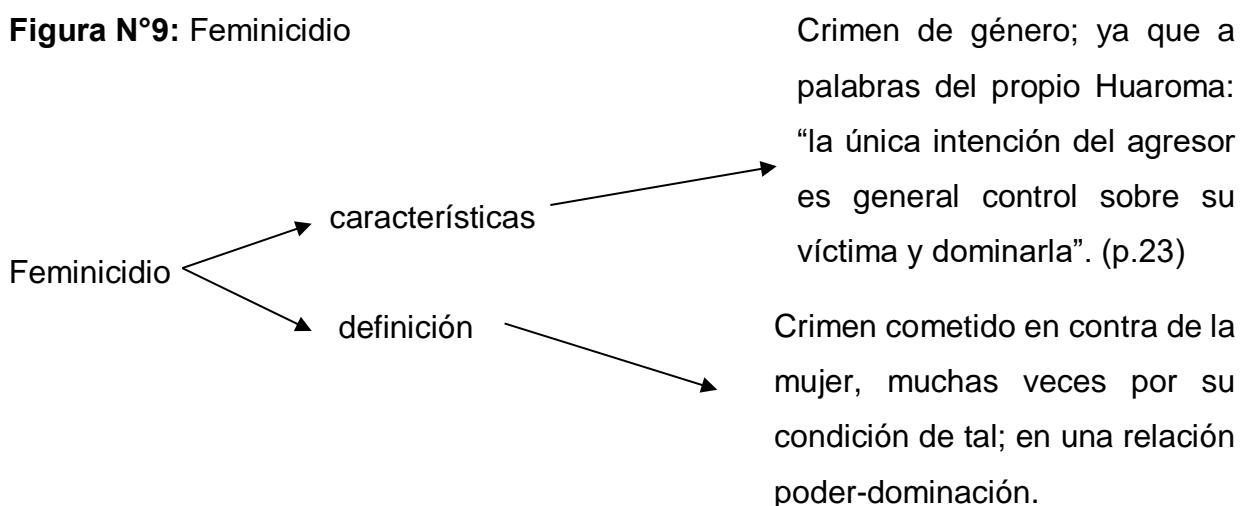 Figura N°9: Feminicidio
Crimen de género; ya que a
palabras del propio Huaroma:
“la única intención del agresor
es general control sobre su
víctima y dominarla”. (p.23)
características
Feminicidio
definición
Crimen cometido en contra de la
mujer, muchas veces por su
condición de tal; en una relación
poder-dominación.